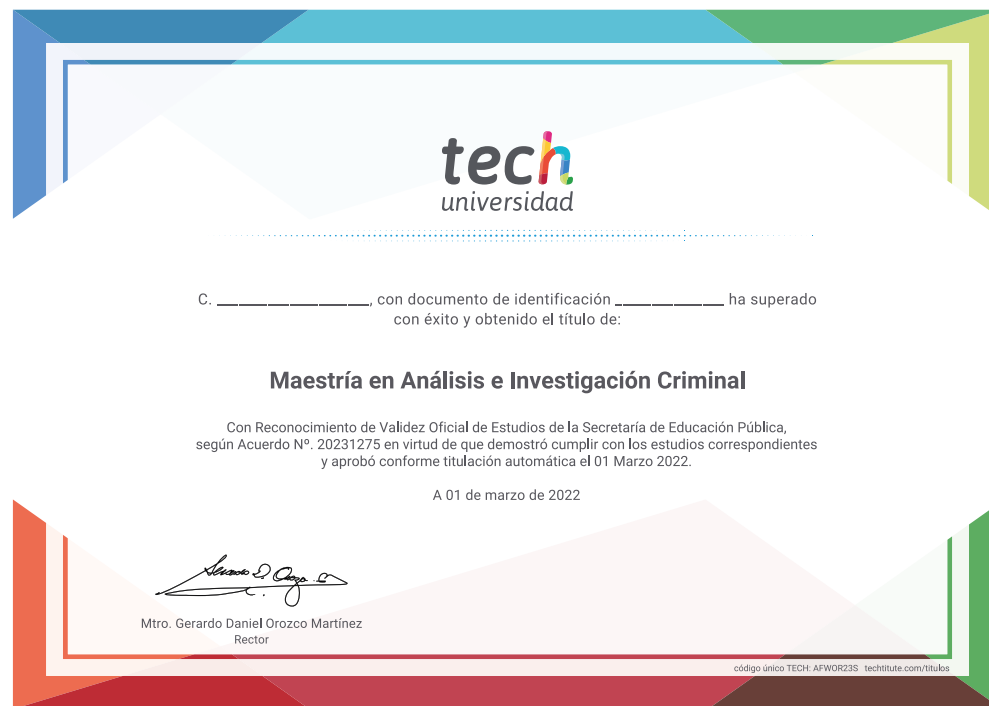 tech
universidad
C. ____________________, con documento de identificación ______________ ha superado
con éxito y obtenido el título de:
Maestría en Análisis e Investigación Criminal
Con Reconocimiento de Validez Oficial de Estudios de la Secretaría de Educación Pública,
según Acuerdo Nº. 20231275 en virtud de que demostró cumplir con los estudios correspondientes
y aprobó conforme titulación automática el 01 Marzo 2022.
A 01 de marzo de 2022
Mtro. Gerardo Daniel Orozco Martínez
Rector
código único TECH: AFWOR23S techtitute.com/titulos